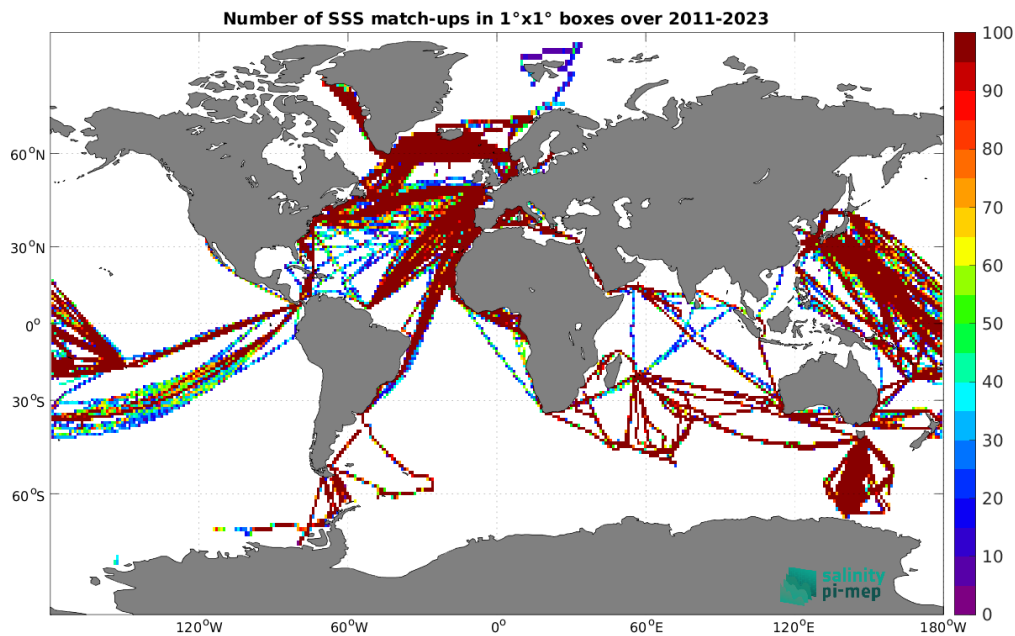 Number of SSS match-ups in 1°x1° boxes over 2011-2023
100
90
80
70
60
50
40
30
20
10
0
60°N
30°N
0°
30°S
60°S
120°W
60°W
0°E
60°E
120°E
180°W
salinity
pi-mep